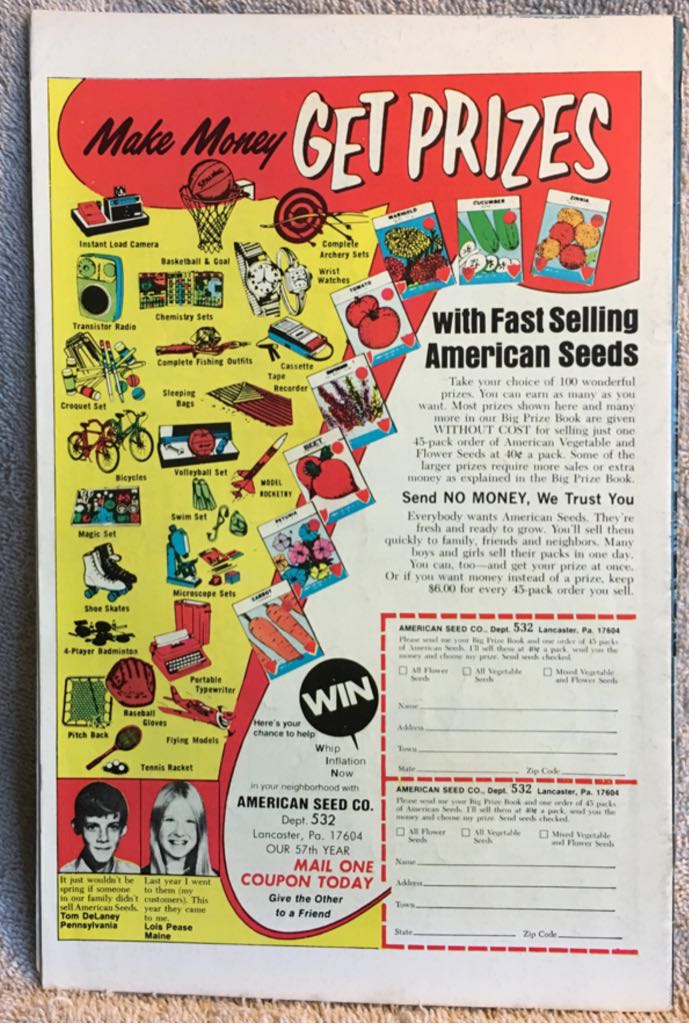 Make Money GET PRIZES
SPALDING
Instant Load Camera
Basketball & Goal
Complete
Archery Sets
Wrist
Watches
Transistor Radio
Chemistry Sets
Complete Fishing Outfits
Cassette
Tape
Recorder
Croquet Set
Sleeping
Bags
Bicycles
Volleyball Set
MODEL
ROCKETRY
Swim Set
Magic Set
Microscope Sets
Shoe Skates
4-Player Badminton
Portable
Typewriter
Pitch Back
Baseball
Gloves
Flying Models
Tennis Racket
MARIGOLD
CUCUMBER
ZINNIA
TOMATO
BEET
PETUNIA
CARROT
with Fast Selling
American Seeds
Take your choice of 100 wonderful
prizes. You can earn as many as you
want. Most prizes shown here and many
more in our Big Prize Book are given
WITHOUT COST for selling just one
45-pack order of American Vegetable and
Flower Seeds at 40¢ a pack. Some of the
larger prizes require more sales or extra
money as explained in the Big Prize Book.
Send NO MONEY, We Trust You
Everybody wants American Seeds. They're
fresh and ready to grow. You'll sell them
quickly to family, friends and neighbors. Many
boys and girls sell their packs in one day.
You can, too—and get your prize at once.
Or if you want money instead of a prize, keep
$6.00 for every 45-pack order you sell.
It just wouldn't be
spring if someone
in our family didn't
sell American Seeds.
Tom DeLaney
Pennsylvania
Last year I went
to them (my
customers). This
year they came
to me.
Lois Pease
Maine
WIN
Here's your
chance to help
Whip
Inflation
Now
in your neighborhood with
AMERICAN SEED CO.
Dept. 532
Lancaster, Pa. 17604
OUR 57th YEAR
MAIL ONE
COUPON TODAY
Give the Other
to a Friend
AMERICAN SEED CO., Dept. 532 Lancaster, Pa. 17604
Please send me your Big Prize Book and one order of 45 packs
of American Seeds. I'll sell them at 40¢ a pack, send you the
money and choose my prize. Send seeds checked.
All Flower
Seeds
All Vegetable
Seeds
Mixed Vegetable
and Flower Seeds
Name
Address
Town
State Zip Code
AMERICAN SEED CO., Dept. 532 Lancaster, Pa. 17604
Please send me your Big Prize Book and one order of 45 packs
of American Seeds. I'll sell them at 40¢ a pack, send you the
money and choose my prize. Send seeds checked.
All Flower
Seeds
All Vegetable
Seeds
Mixed Vegetable
and Flower Seeds
Name
Address
Town
State Zip Code